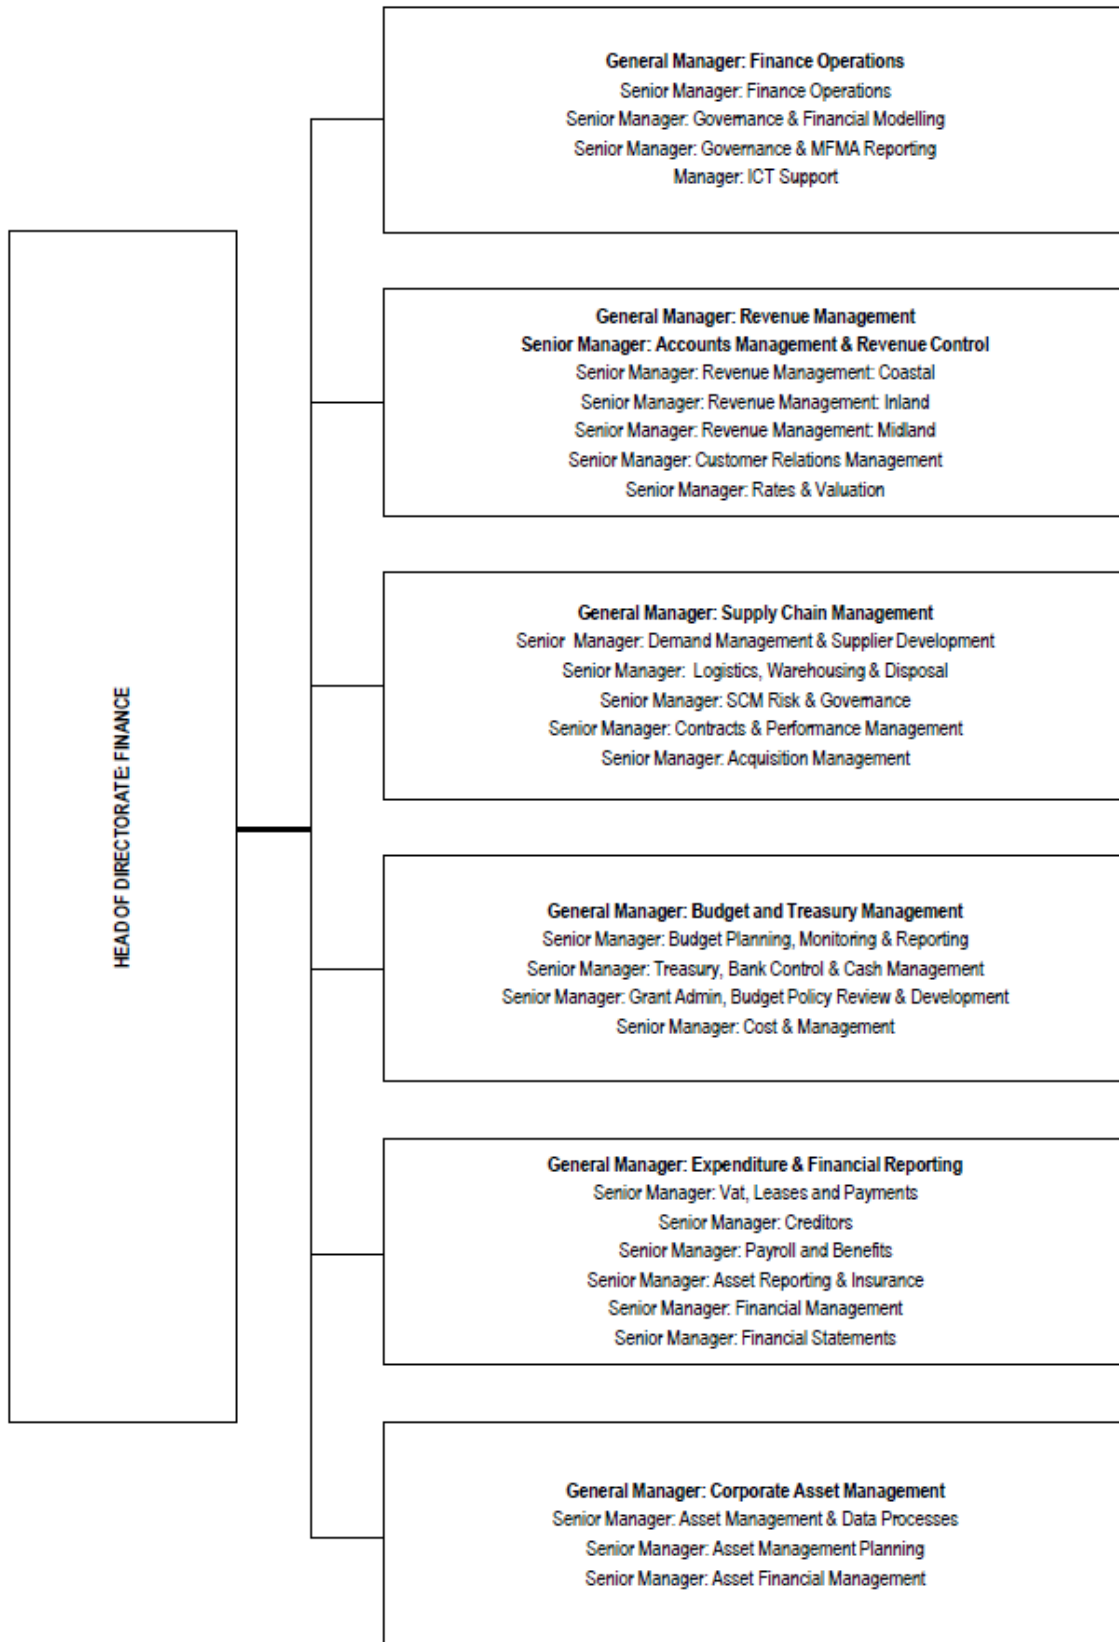 General Manager: Finance Operations
Senior Manager: Finance Operations
Senior Manager: Governance & Financial Modelling
Senior Manager: Governance & MFMA Reporting
Manager: ICT Support
General Manager: Revenue Management
Senior Manager: Accounts Management & Revenue Control
Senior Manager: Revenue Management: Coastal
Senior Manager: Revenue Management: Inland
Senior Manager: Revenue Management: Midland
Senior Manager: Customer Relations Management
Senior Manager: Rates & Valuation
General Manager: Supply Chain Management
Senior Manager: Demand Management & Supplier Development
Senior Manager: Logistics, Warehousing & Disposal
Senior Manager: SCM Risk & Governance
Senior Manager: Contracts & Performance Management
Senior Manager: Acquisition Management
HEAD OF DIRECTORATE: FINANCE
General Manager: Budget and Treasury Management
Senior Manager: Budget Planning, Monitoring & Reporting
Senior Manager: Treasury, Bank Control & Cash Management
Senior Manager: Grant Admin, Budget Policy Review & Development
Senior Manager: Cost & Management
General Manager: Expenditure & Financial Reporting
Senior Manager: Vat, Leases and Payments
Senior Manager: Creditors
Senior Manager: Payroll and Benefits
Senior Manager: Asset Reporting & Insurance
Senior Manager: Financial Management
Senior Manager: Financial Statements
General Manager: Corporate Asset Management
Senior Manager: Asset Management & Data Processes
Senior Manager: Asset Management Planning
Senior Manager: Asset Financial Management